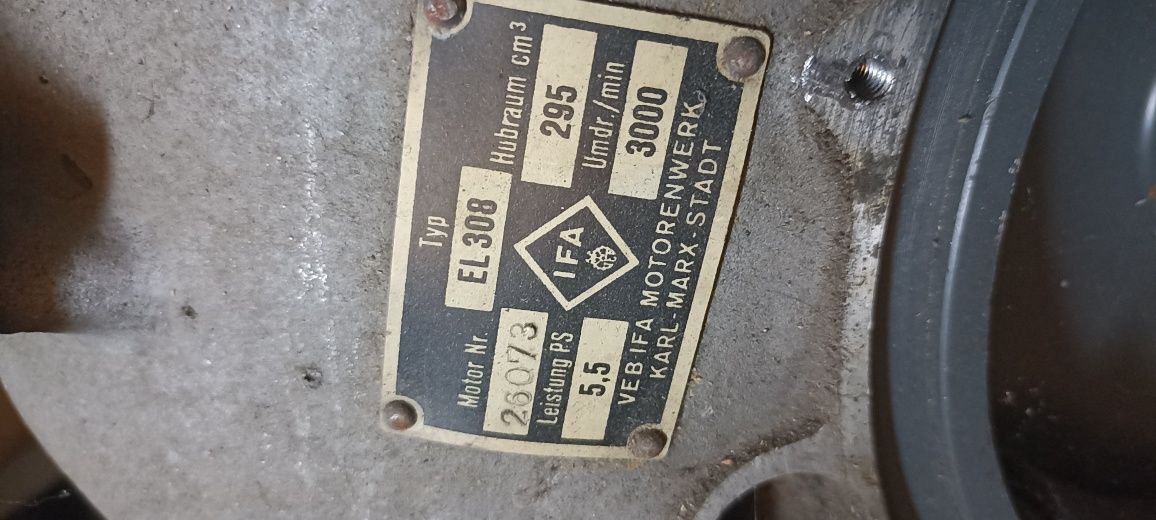 Typ
Motor Nr.
EL 308
Hubraum cm³
26073
295
Leistung PS
IFA
Umdr./min
5,5
3000
VEB·IFA MOTORENWERK
KARL-MARX-STADT